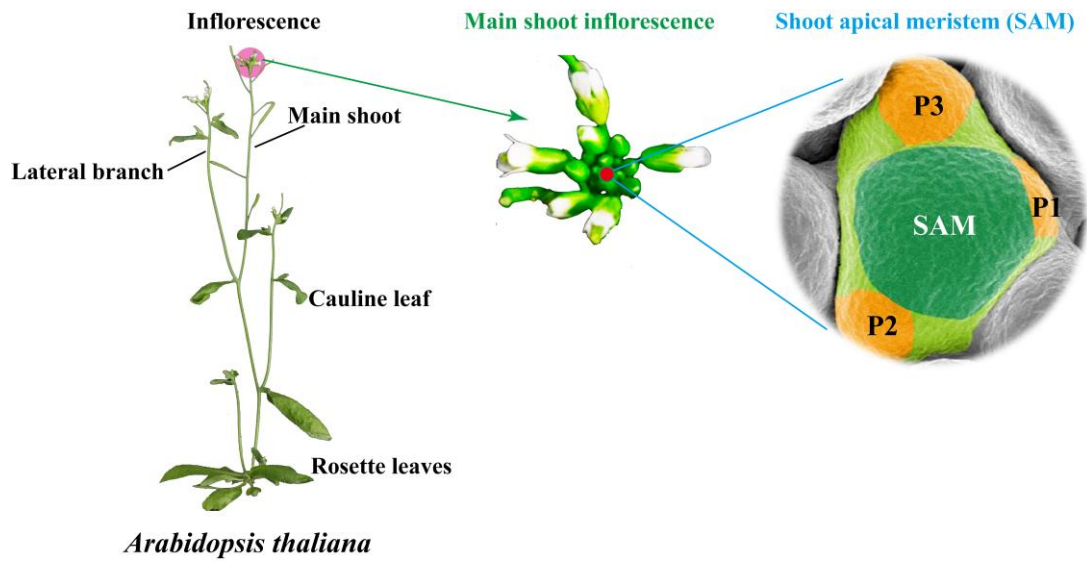 Inflorescence
Main shoot inflorescence
Shoot apical meristem (SAM)
Main shoot
Lateral branch
Cauline leaf
Rosette leaves
Arabidopsis thaliana
P3
P1
SAM
P2